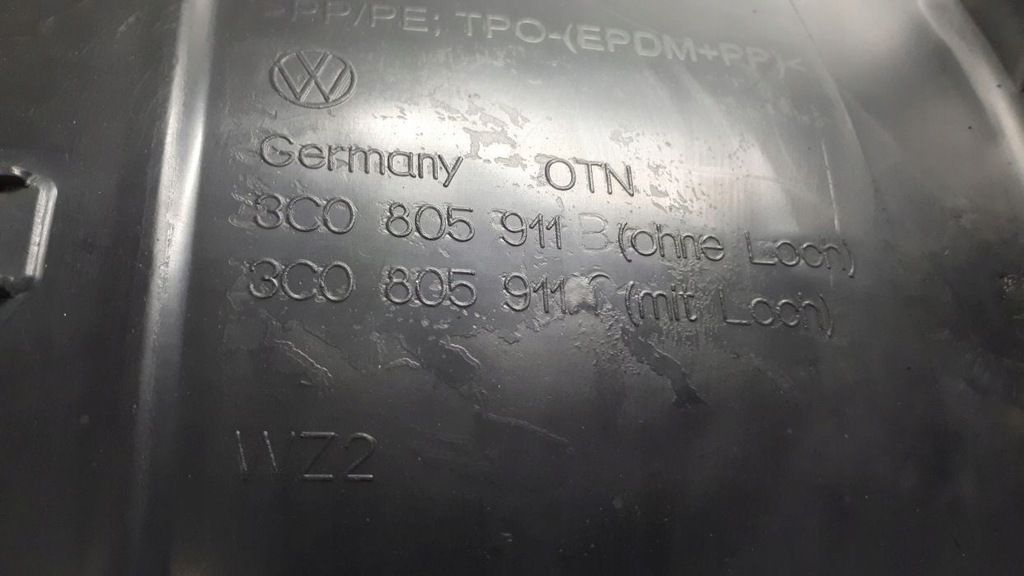 >PP/PE; TPO-(EPDM+PP)<
Germany OTN
3C0 805 911 B (ohne Loch)
3C0 805 911 C (mit Loch)
WZ2